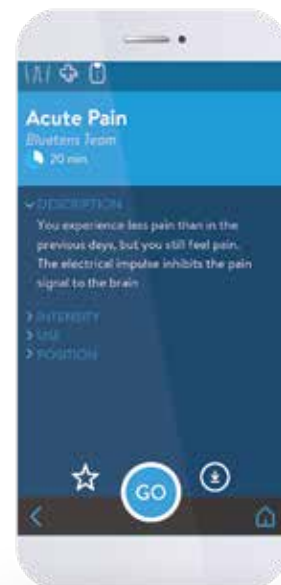 Acute Pain
Bluetens Team
20 min
DESCRIPTION
You experience less pain than in the
previous days, but you still feel pain.
The electrical impulse inhibits the pain
signal to the brain
INTENSITY
USE
POSITION
GO